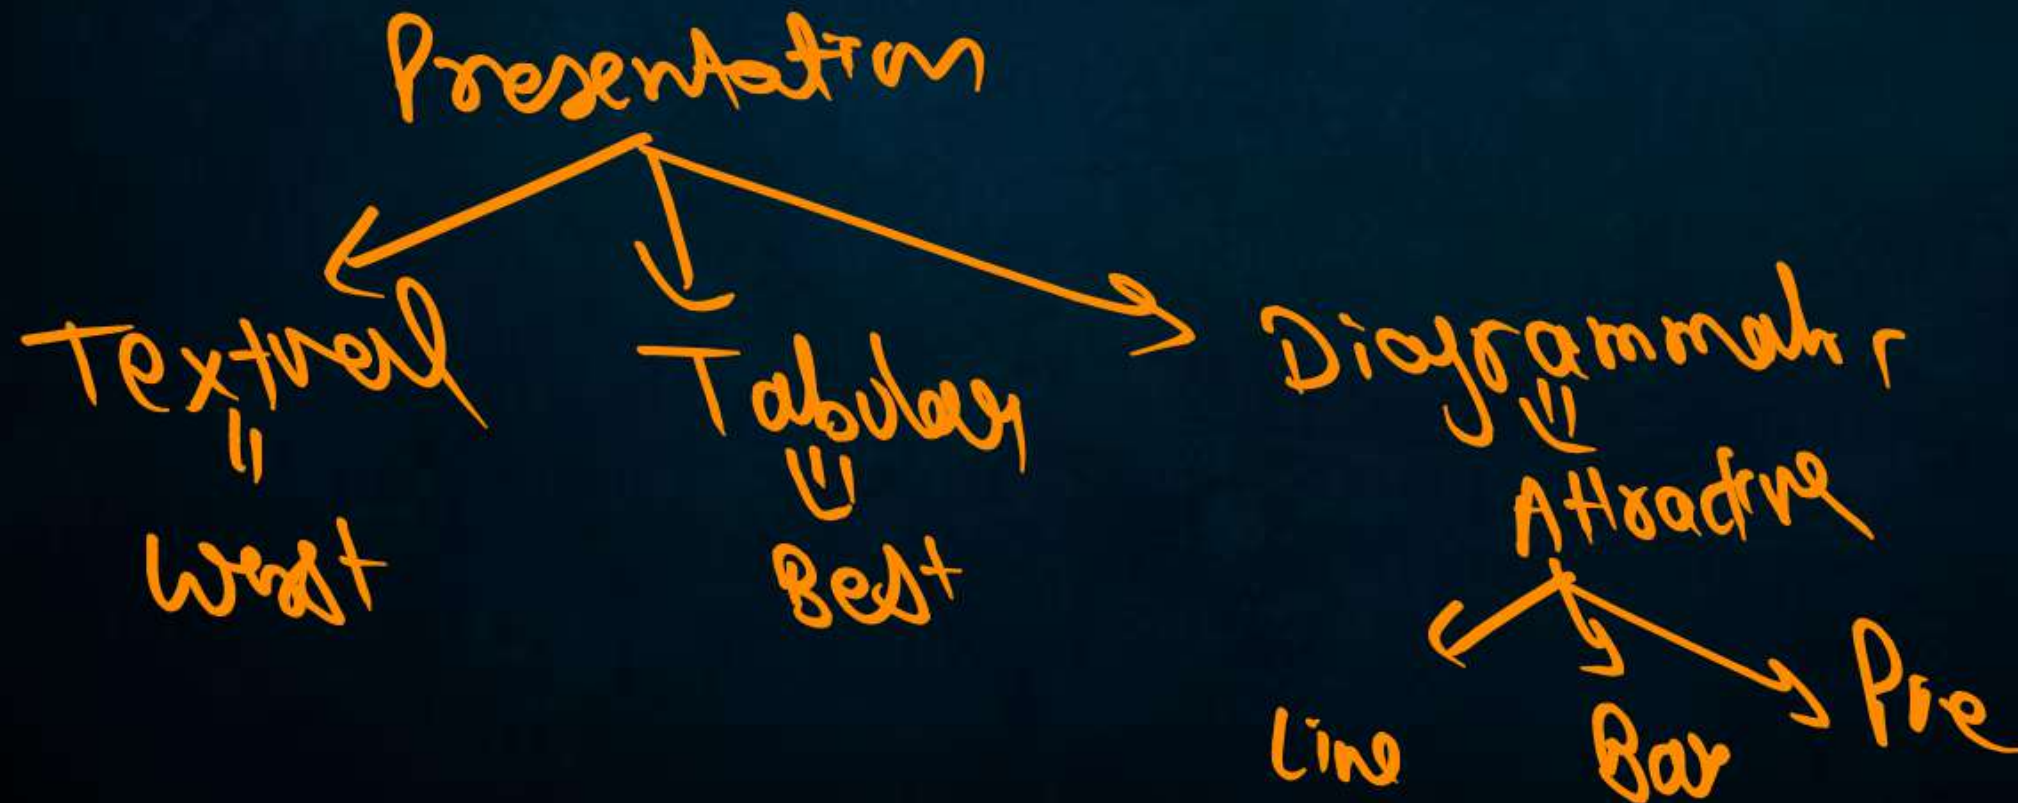 Presentation
Textual Tabular Diagrammatic
Worst Best Attractive
Line Bar Pie